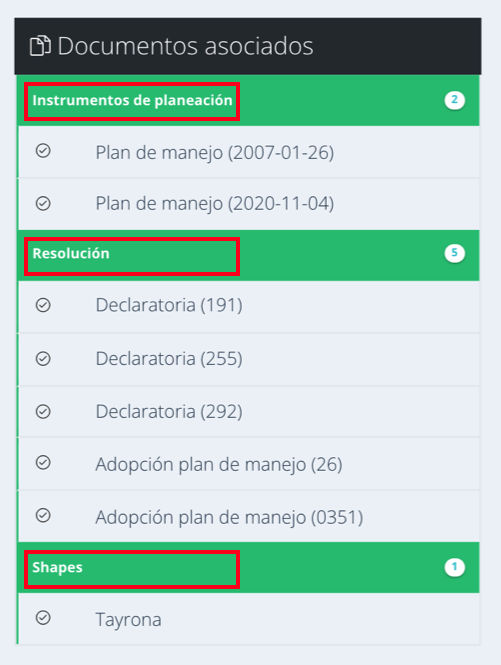 Documentos asociados
Instrumentos de planeación 2
Plan de manejo (2007-01-26)
Plan de manejo (2020-11-04)
Resolución 5
Declaratoria (191)
Declaratoria (255)
Declaratoria (292)
Adopción plan de manejo (26)
Adopción plan de manejo (0351)
Shapes 1
Tayrona